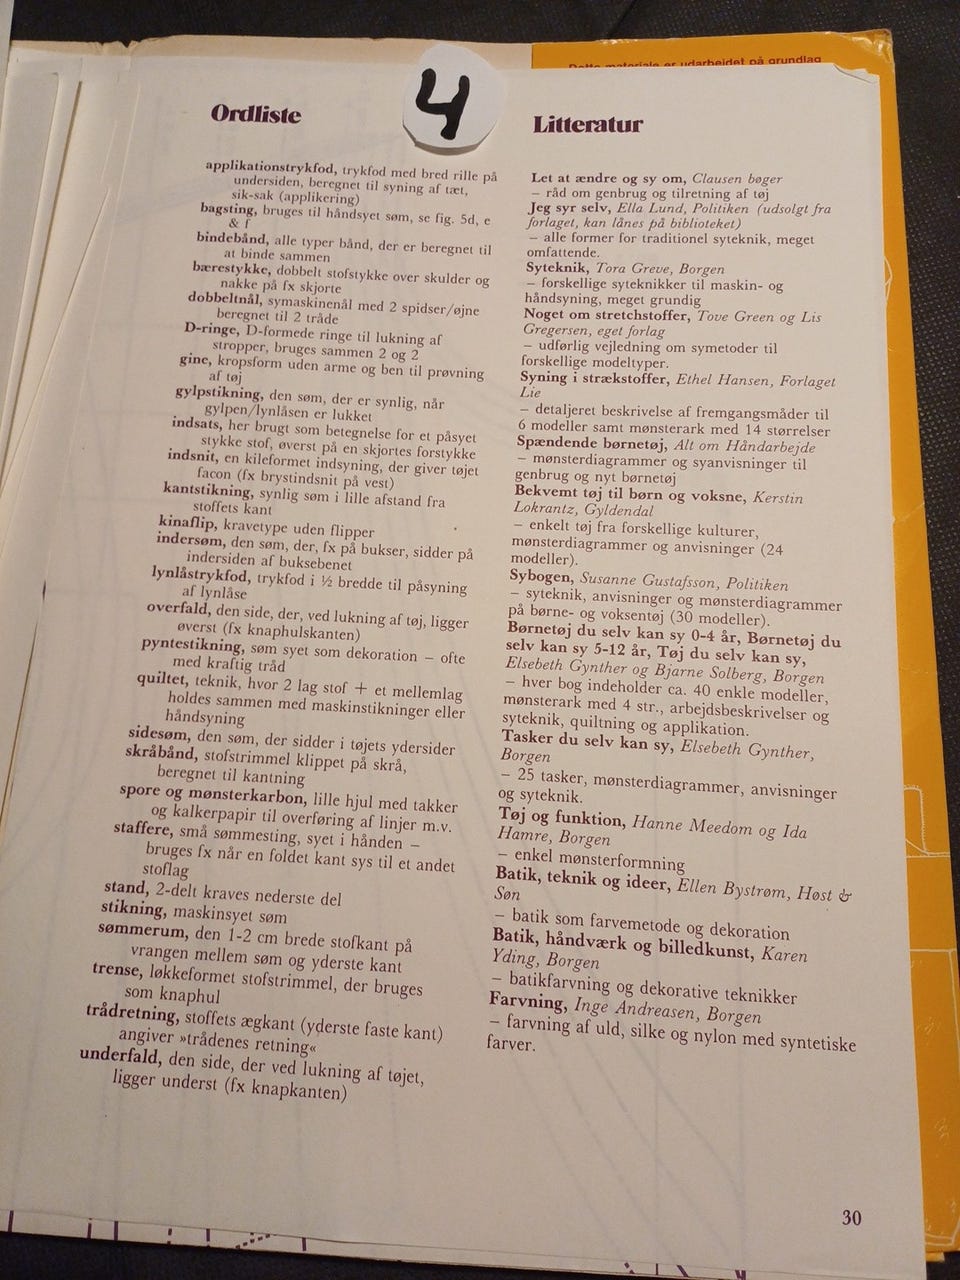 Dette materiale er udarbejdet på grundlag
4
Ordliste
applikationstrykfod, trykfod med bred rille på
undersiden, beregnet til syning af tæt,
sik-sak (applikering)
bagsting, bruges til håndsyet søm, se fig. 5d, e
& f
bindebånd, alle typer bånd, der er beregnet til
at binde sammen
bærestykke, dobbelt stofstykke over skulder og
nakke på fx skjorte
dobbeltnål, symaskinenål med 2 spidser/øjne
beregnet til 2 tråde
D-ringe, D-formede ringe til lukning af
stropper, bruges sammen 2 og 2
gine, kropsform uden arme og ben til prøvning
af tøj
gylpstikning, den søm, der er synlig, når
gylpen/lynlåsen er lukket
indsats, her brugt som betegnelse for et påsyet
stykke stof, øverst på en skjortes forstykke
indsnit, en kileformet indsyning, der giver tøjet
facon (fx brystindsnit på vest)
kantstikning, synlig søm i lille afstand fra
stoffets kant
kinaflip, kravetype uden flipper
indersøm, den søm, der, fx på bukser, sidder på
indersiden af buksebenet
lynlåstrykfod, trykfod i ½ bredde til påsyning
af lynlåse
overfald, den side, der, ved lukning af tøj, ligger
øverst (fx knaphulskanten)
pyntestikning, søm syet som dekoration – ofte
med kraftig tråd
quiltet, teknik, hvor 2 lag stof + et mellemlag
holdes sammen med maskinstikninger eller
håndsyning
sidesøm, den søm, der sidder i tøjets ydersider
skråbånd, stofstrimmel klippet på skrå,
beregnet til kantning
spore og mønsterkarbon, lille hjul med takker
og kalkerpapir til overføring af linjer m.v.
staffere, små sømmesting, syet i hånden –
bruges fx når en foldet kant sys til et andet
stoflag
stand, 2-delt kraves nederste del
stikning, maskinsyet søm
sømmerum, den 1-2 cm brede stofkant på
vrangen mellem søm og yderste kant
trense, løkkeformet stofstrimmel, der bruges
som knaphul
trådretning, stoffets ægkant (yderste faste kant)
angiver »trådenes retning«
underfald, den side, der ved lukning af tøjet,
ligger underst (fx knapkanten)
Litteratur
Let at ændre og sy om, Clausen bøger
– råd om genbrug og tilretning af tøj
Jeg syr selv, Ella Lund, Politiken (udsolgt fra
forlaget, kan lånes på biblioteket)
– alle former for traditionel syteknik, meget
omfattende.
Syteknik, Tora Greve, Borgen
– forskellige syteknikker til maskin- og
håndsyning, meget grundig
Noget om stretchstoffer, Tove Green og Lis
Gregersen, eget forlag
– udførlig vejledning om symetoder til
forskellige modeltyper.
Syning i strækstoffer, Ethel Hansen, Forlaget
Lie
– detaljeret beskrivelse af fremgangsmåder til
6 modeller samt mønsterark med 14 størrelser
Spændende børnetøj, Alt om Håndarbejde
– mønsterdiagrammer og syanvisninger til
genbrug og nyt børnetøj
Bekvemt tøj til børn og voksne, Kerstin
Lokrantz, Gyldendal
– enkelt tøj fra forskellige kulturer,
mønsterdiagrammer og anvisninger (24
modeller).
Sybogen, Susanne Gustafsson, Politiken
– syteknik, anvisninger og mønsterdiagrammer
på børne- og voksentøj (30 modeller).
Børnetøj du selv kan sy 0-4 år, Børnetøj du
selv kan sy 5-12 år, Tøj du selv kan sy,
Elsebeth Gynther og Bjarne Solberg, Borgen
– hver bog indeholder ca. 40 enkle modeller,
mønsterark med 4 str., arbejdsbeskrivelser og
syteknik, quiltning og applikation.
Tasker du selv kan sy, Elsebeth Gynther,
Borgen
– 25 tasker, mønsterdiagrammer, anvisninger
og syteknik.
Tøj og funktion, Hanne Meedom og Ida
Hamre, Borgen
– enkel mønsterformning
Batik, teknik og ideer, Ellen Bystrøm, Høst &
Søn
– batik som farvemetode og dekoration
Batik, håndværk og billedkunst, Karen
Yding, Borgen
– batikfarvning og dekorative teknikker
Farvning, Inge Andreasen, Borgen
– farvning af uld, silke og nylon med syntetiske
farver.
30